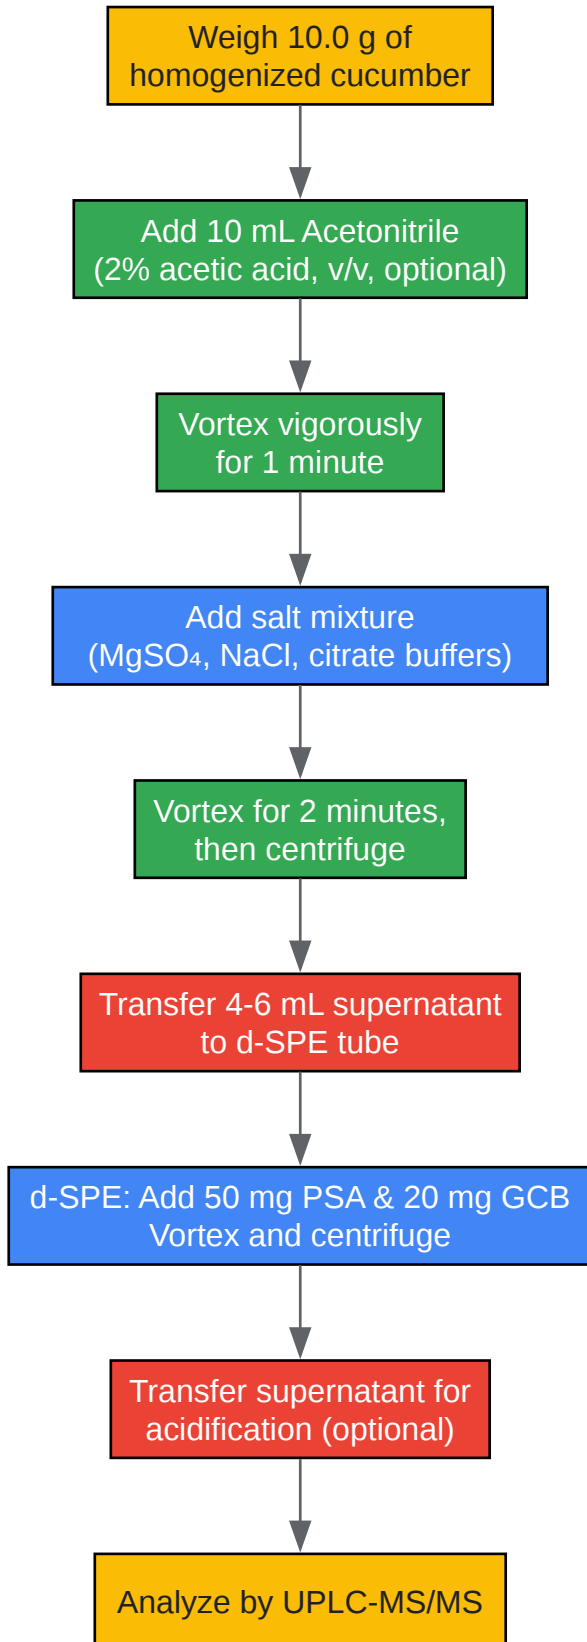 Weigh 10.0 g of
homogenized cucumber
Add 10 mL Acetonitrile
(2% acetic acid, v/v, optional)
Vortex vigorously
for 1 minute
Add salt mixture
(MgSO₄, NaCl, citrate buffers)
Vortex for 2 minutes,
then centrifuge
Transfer 4-6 mL supernatant
to d-SPE tube
d-SPE: Add 50 mg PSA & 20 mg GCB
Vortex and centrifuge
Transfer supernatant for
acidification (optional)
Analyze by UPLC-MS/MS